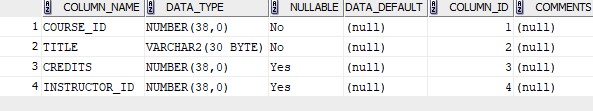 COLUMN_NAME DATA_TYPE NULLABLE DATA_DEFAULT COLUMN_ID COMMENTS
1 COURSE_ID NUMBER(38,0) No (null) 1 (null)
2 TITLE VARCHAR2(30 BYTE) No (null) 2 (null)
3 CREDITS NUMBER(38,0) Yes (null) 3 (null)
4 INSTRUCTOR_ID NUMBER(38,0) Yes (null) 4 (null)